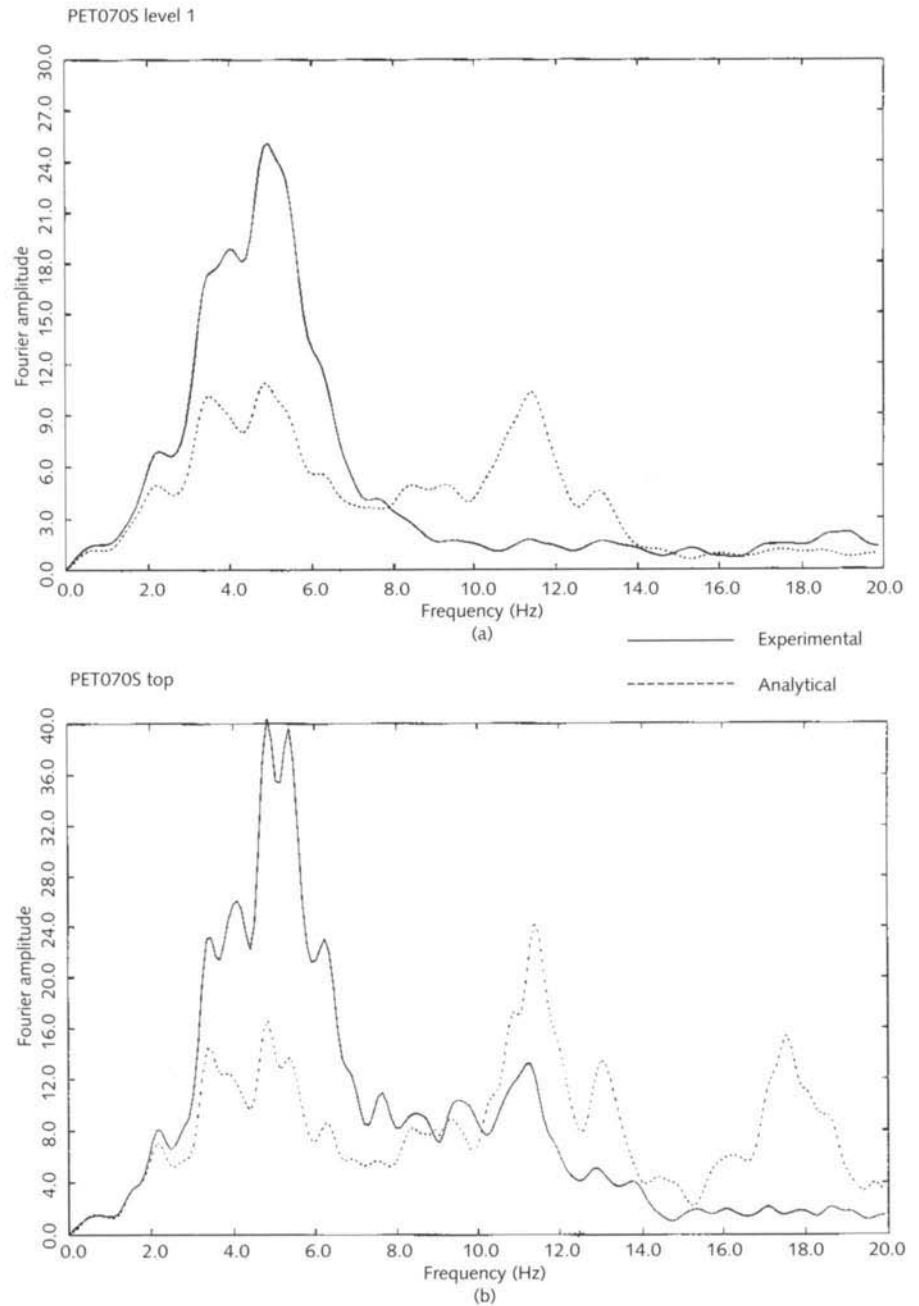 PET070S level 1
30.0
27.0
24.0
21.0
18.0
15.0
12.0
9.0
6.0
3.0
0.0
Fourier amplitude
0.0 2.0 4.0 6.0 8.0 10.0 12.0 14.0 16.0 18.0 20.0
Frequency (Hz)
(a)
Experimental
Analytical
PET070S top
40.0
36.0
32.0
28.0
24.0
20.0
16.0
12.0
8.0
4.0
0.0
Fourier amplitude
0.0 2.0 4.0 6.0 8.0 10.0 12.0 14.0 16.0 18.0 20.0
Frequency (Hz)
(b)